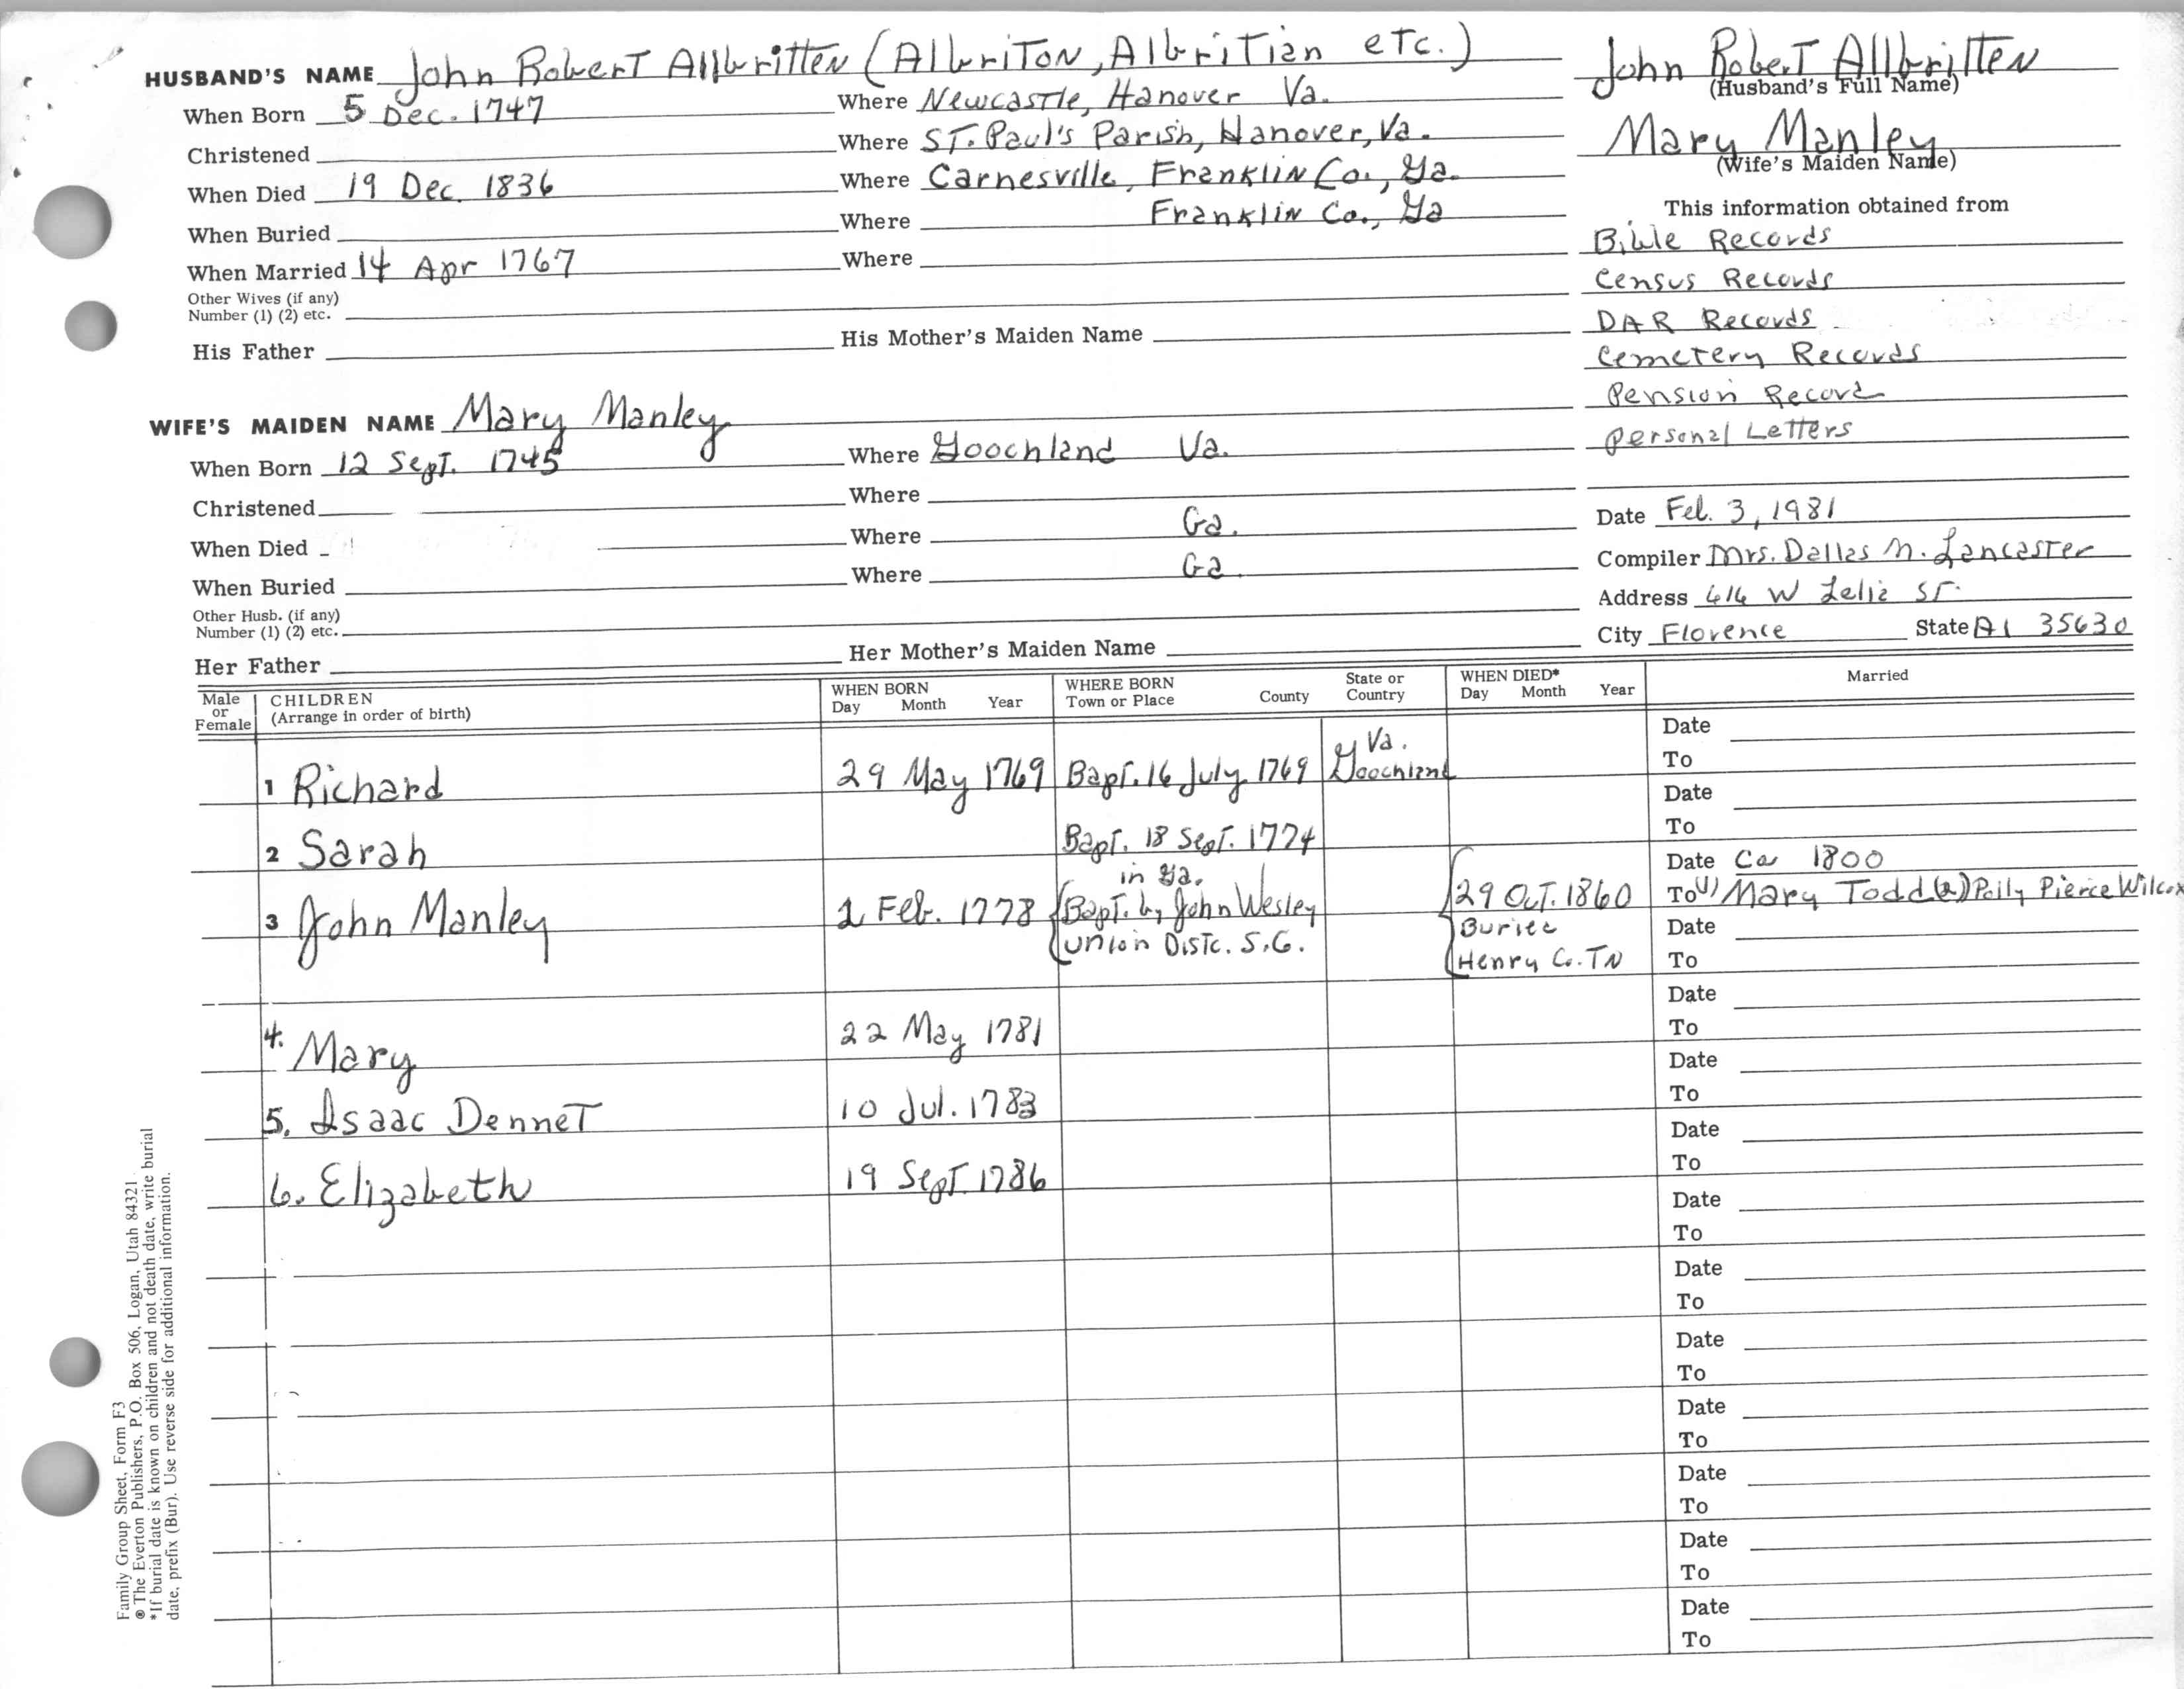 HUSBAND'S NAME John Robert Allbritten (Albriton, Albritian etc.)
When Born 5 Dec. 1747 Where Newcastle, Hanover Va.
Christened Where St. Paul's Parish, Hanover, Va.
When Died 19 Dec. 1836 Where Carnesville, Franklin Co., Ga.
When Buried Where Franklin Co., Ga
When Married 14 Apr 1767 Where
Other Wives (if any)
Number (1) (2) etc.
His Father His Mother's Maiden Name
WIFE'S MAIDEN NAME Mary Manley
When Born 12 Sept. 1745 Where Goochland Va.
Christened Where
When Died Where Ga.
When Buried Where Ga.
Other Husb. (if any)
Number (1) (2) etc.
Her Father Her Mother's Maiden Name
John Robert Allbritten
(Husband's Full Name)
Mary Manley
(Wife's Maiden Name)
This information obtained from
Bible Records
Census Records
DAR Records
Cemetery Records
Pension Record
Personal Letters
Date Feb. 3, 1981
Compiler Mrs. Dallas M. Lancaster
Address W Lelia St.
City Florence State Al 35630
Male or Female CHILDREN (Arrange in order of birth) WHEN BORN Day Month Year WHERE BORN Town or Place County State or Country WHEN DIED* Day Month Year Married
1 Richard 29 May 1769 Bapt. 16 July 1769 Va. Goochland Date
To
Date
To
2 Sarah Bapt. 18 Sept. 1774
in Ga.
Date Ca 1800
3 John Manley 2 Feb. 1778 Bapt. by John Wesley 29 Oct. 1860 To (1) Mary Todd (2) Polly Pierce Wilcox
Union Distc. S.C. Buried Date
Henry Co. TN To
Date
4. Mary 22 May 1781 To
Date
5. Isaac Dennet 10 Jul. 1783 To
Date
6. Elizabeth 19 Sept. 1786 To
Date
To
Date
To
Date
To
Date
To
Date
To
Date
To
Date
To
Family Group Sheet, Form F3
® The Everton Publishers, P.O. Box 506, Logan, Utah 84321
*If burial date is known on children and not death date, write burial
date, prefix (Bur). Use reverse side for additional information.